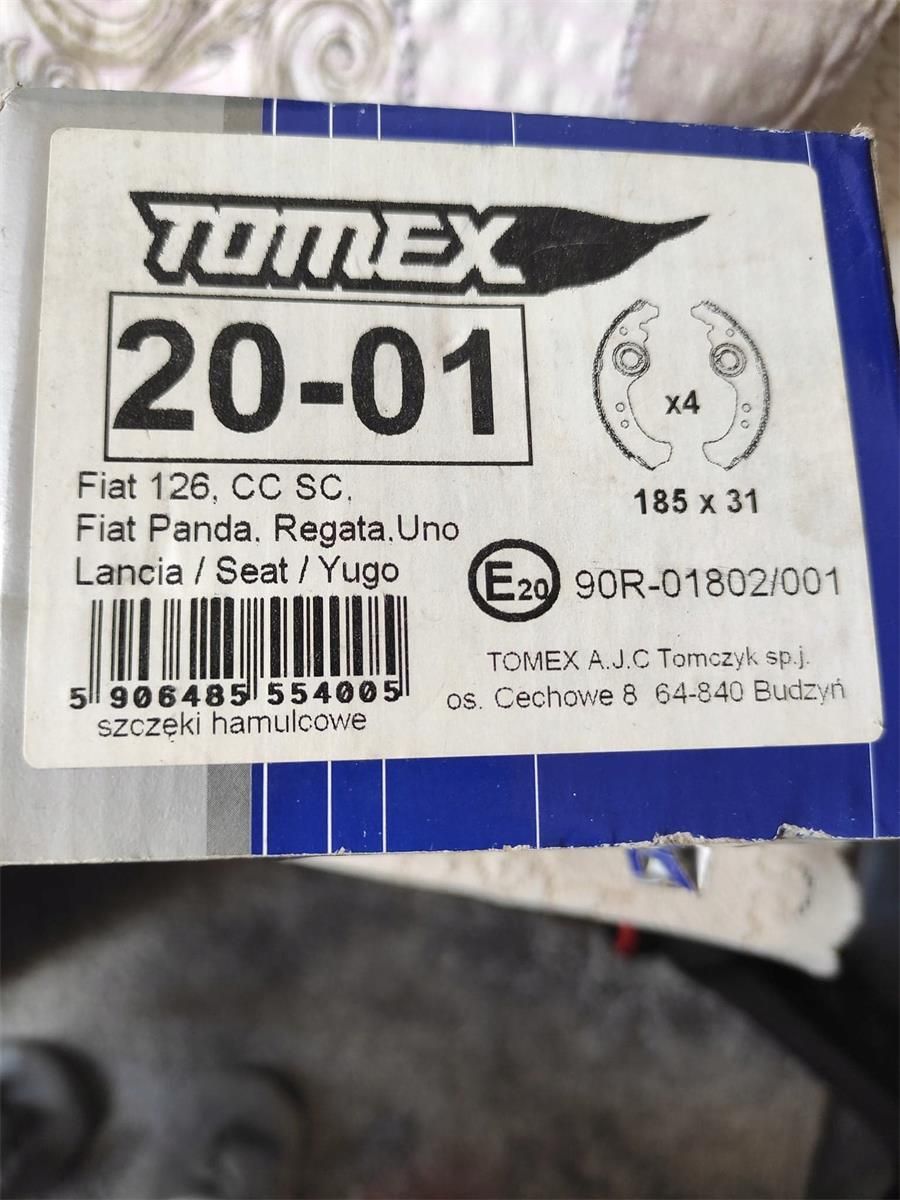 TOMEX
20-01
x4
185 x 31
Fiat 126, CC SC,
Fiat Panda, Regata,Uno
Lancia / Seat / Yugo
E20 90R-01802/001
5 906485 554005
szczęki hamulcowe
TOMEX A.J.C Tomczyk sp.j.
os. Cechowe 8 64-840 Budzyń